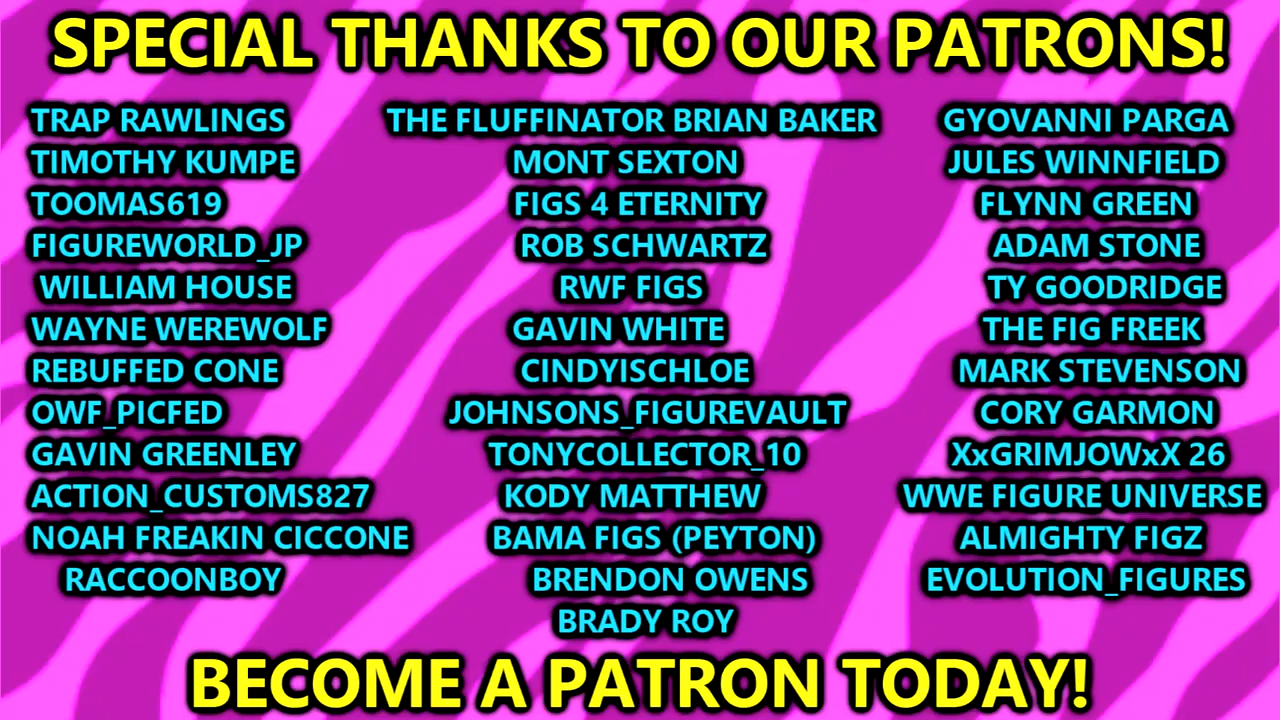 SPECIAL THANKS TO OUR PATRONS!
TRAP RAWLINGS
TIMOTHY KUMPE
TOOMAS619
FIGUREWORLD_JP
WILLIAM HOUSE
WAYNE WEREWOLF
REBUFFED CONE
OWF_PICFED
GAVIN GREENLEY
ACTION_CUSTOMS827
NOAH FREAKIN CICCONE
RACCOONBOY
THE FLUFFINATOR BRIAN BAKER
MONT SEXTON
FIGS 4 ETERNITY
ROB SCHWARTZ
RWF FIGS
GAVIN WHITE
CINDYISCHLOE
JOHNSONS_FIGUREVAULT
TONYCOLLECTOR_10
KODY MATTHEW
BAMA FIGS (PEYTON)
BRENDON OWENS
BRADY ROY
GYOVANNI PARGA
JULES WINNFIELD
FLYNN GREEN
ADAM STONE
TY GOODRIDGE
THE FIG FREEK
MARK STEVENSON
CORY GARMON
XxGRIMJOWxX 26
WWE FIGURE UNIVERSE
ALMIGHTY FIGZ
EVOLUTION_FIGURES
BECOME A PATRON TODAY!